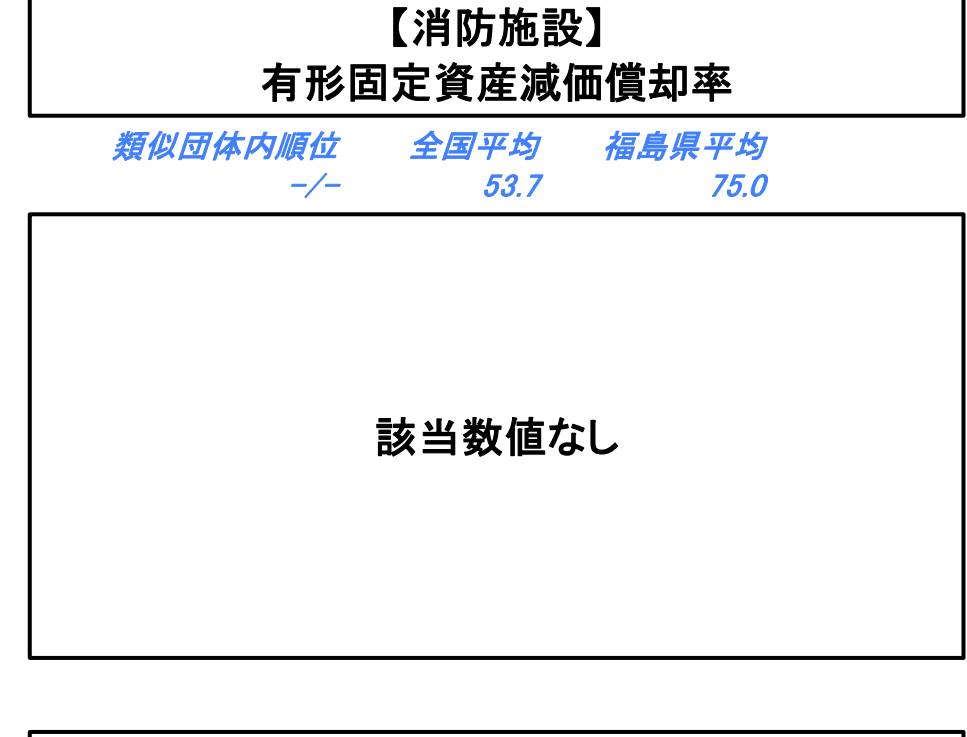 【消防施設】
有形固定資産減価償却率
類似団体内順位 全国平均 福島県平均
-/- 53.7 75.0
該当数値なし